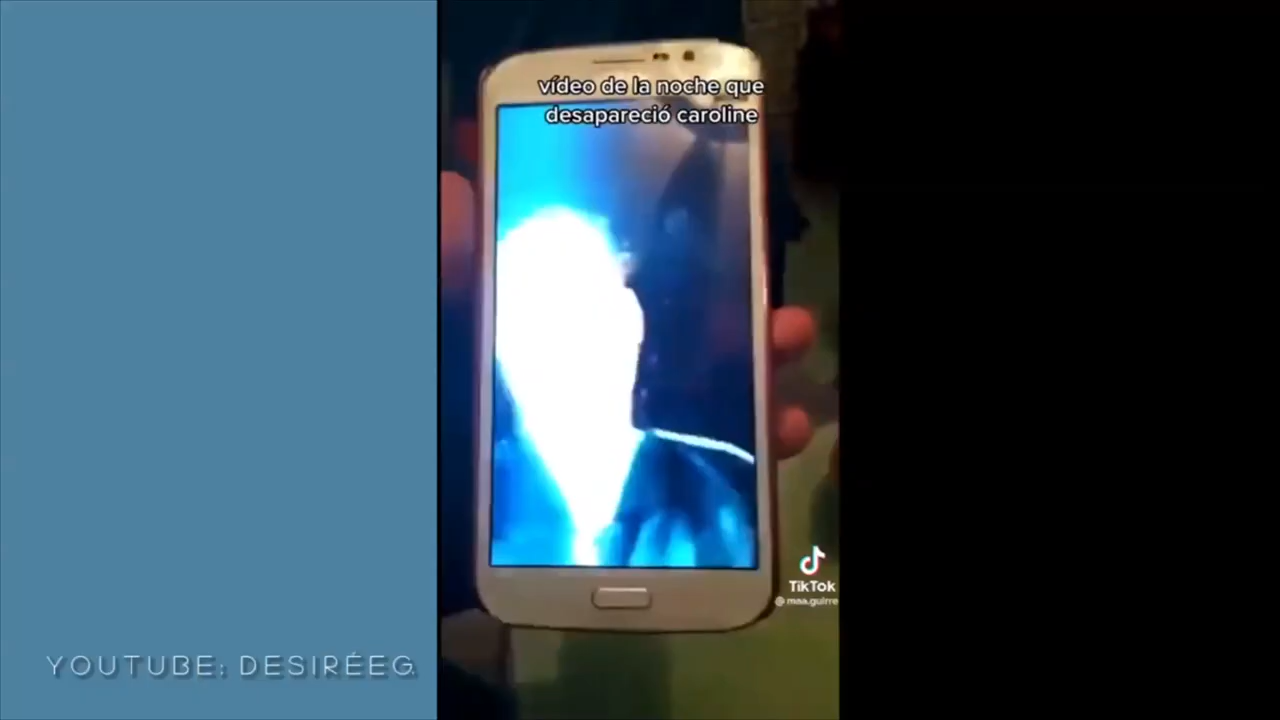 vídeo de la noche que
desapareció caroline
TikTok
YOUTUBE: DESIRÉEG